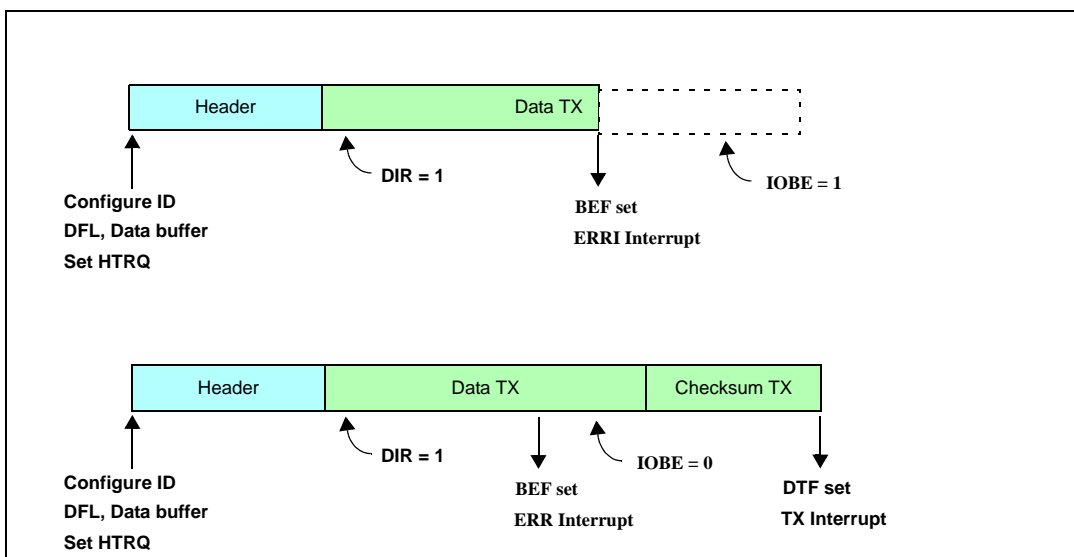 Header
Data TX
DIR = 1
IOBE = 1
Configure ID
DFL, Data buffer
Set HTRQ
BEF set
ERRI Interrupt
Header
Data TX
Checksum TX
DIR = 1
IOBE = 0
Configure ID
DFL, Data buffer
Set HTRQ
BEF set
ERR Interrupt
DTF set
TX Interrupt